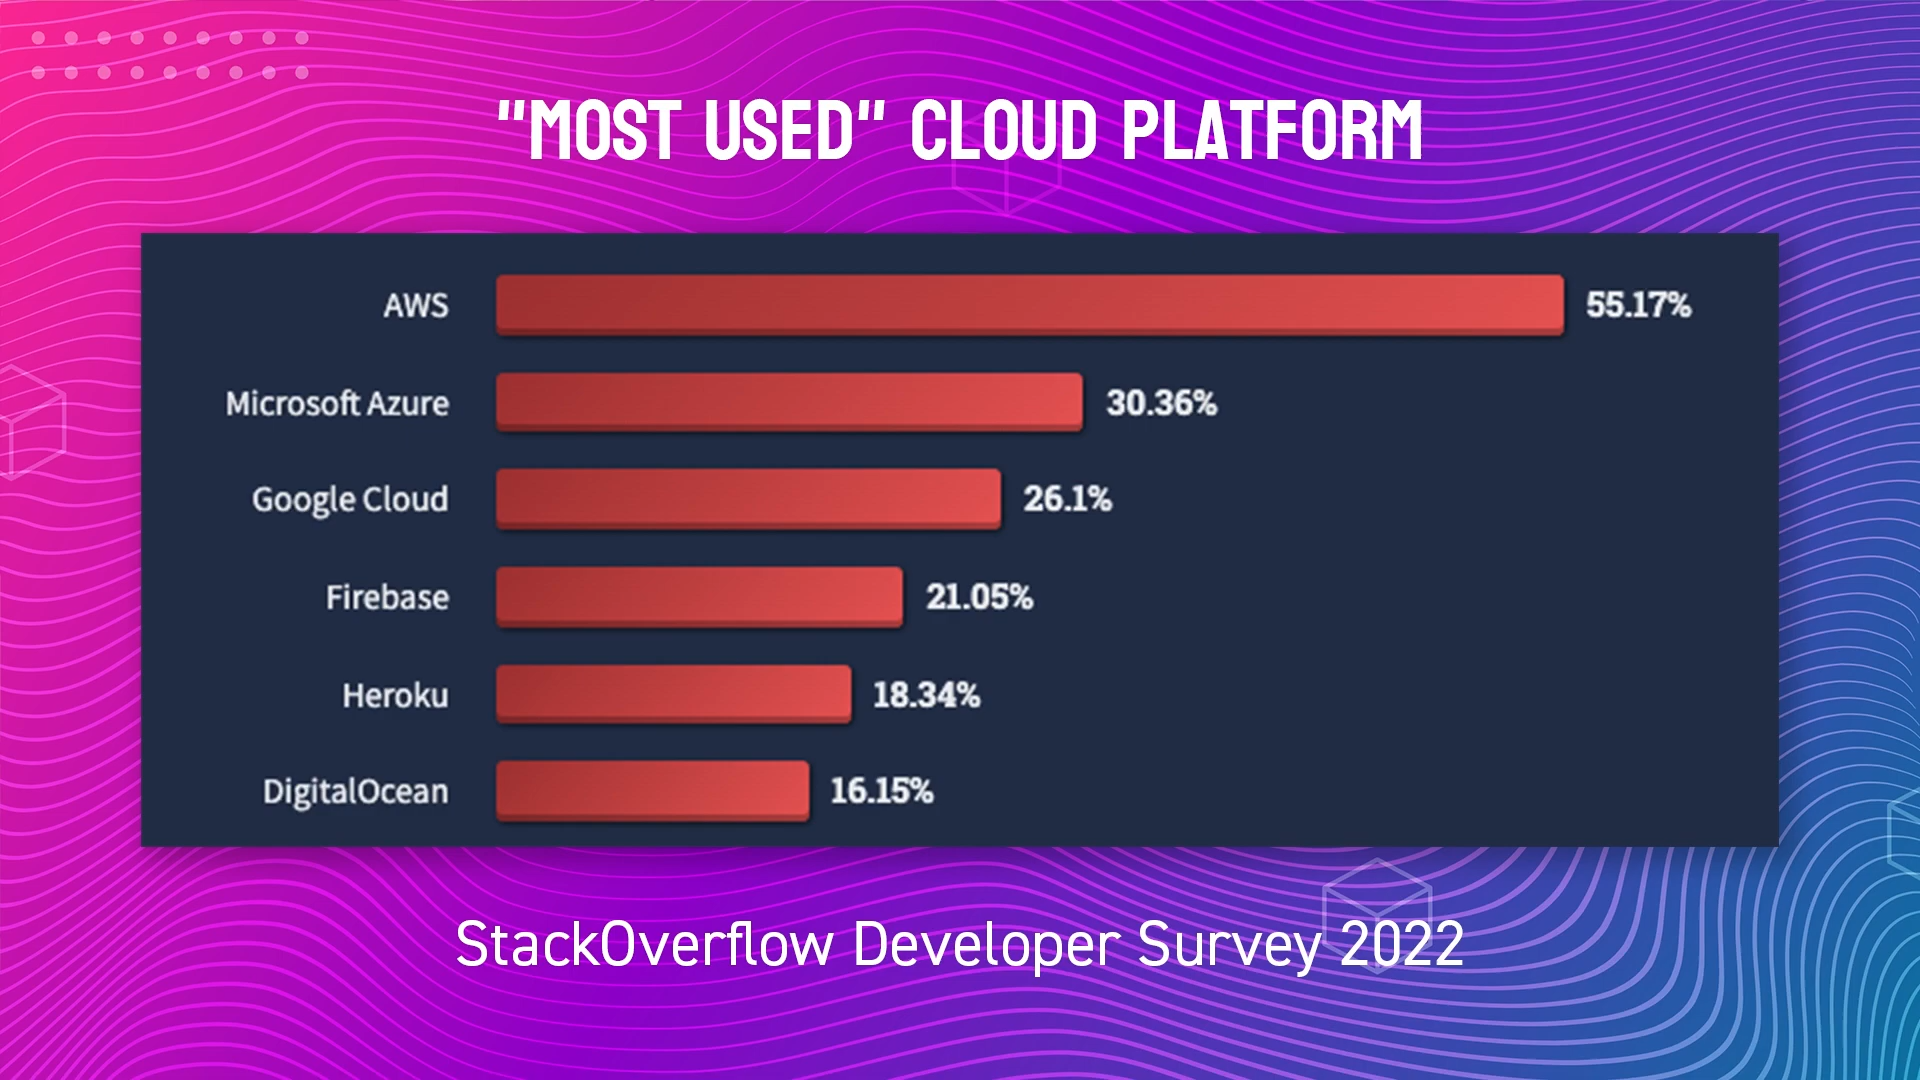 "MOST USED" CLOUD PLATFORM
AWS 55.17%
Microsoft Azure 30.36%
Google Cloud 26.1%
Firebase 21.05%
Heroku 18.34%
DigitalOcean 16.15%
StackOverflow Developer Survey 2022